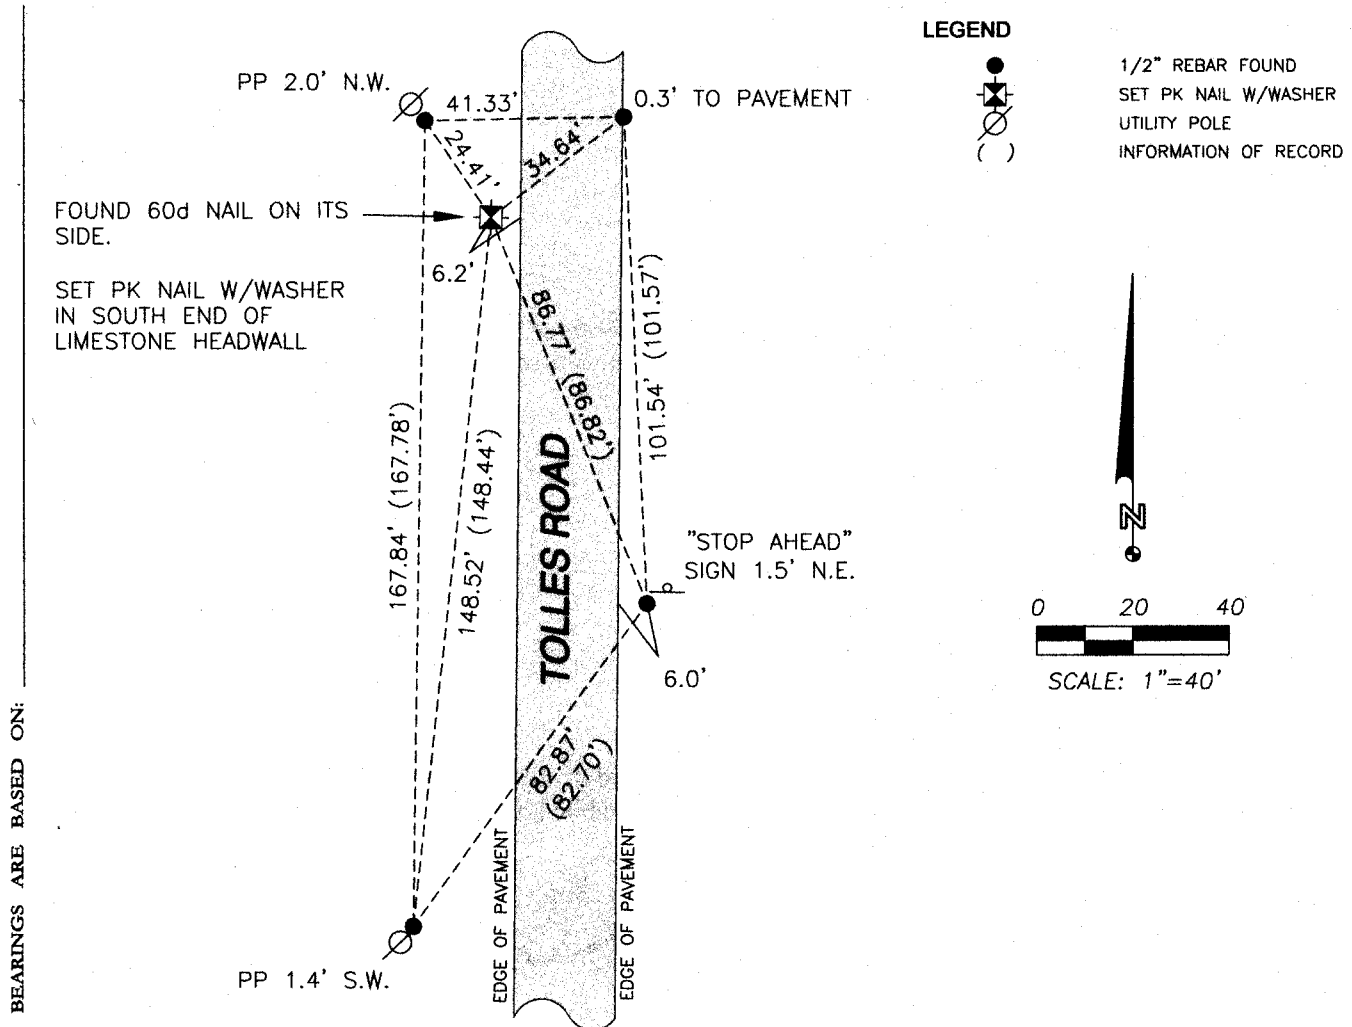 LEGEND
1/2" REBAR FOUND
SET PK NAIL W/WASHER
UTILITY POLE
( ) INFORMATION OF RECORD
PP 2.0' N.W.
41.33'
0.3' TO PAVEMENT
24.41'
34.64'
FOUND 60d NAIL ON ITS
SIDE.
6.2'
SET PK NAIL W/WASHER
IN SOUTH END OF
LIMESTONE HEADWALL
86.77' (86.82')
101.54' (101.57')
167.84' (167.78')
148.52' (148.44')
TOLLES ROAD
"STOP AHEAD"
SIGN 1.5' N.E.
6.0'
82.87'
(82.70')
N
0 20 40
SCALE: 1"=40'
EDGE OF PAVEMENT
EDGE OF PAVEMENT
PP 1.4' S.W.
BEARINGS ARE BASED ON: